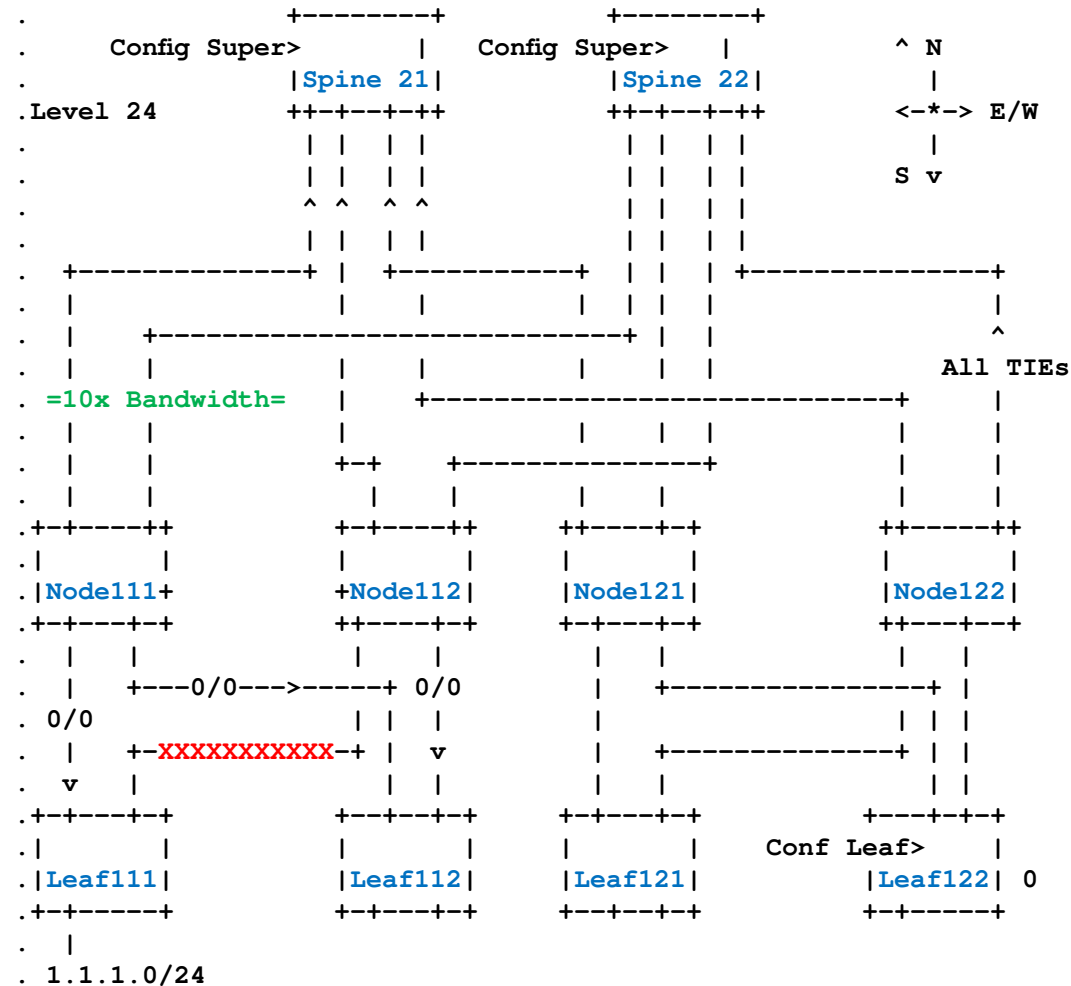 .                +--------+          +--------+
.     Config Super>       |   Config Super>   |          ^ N
.                |Spine 21|          |Spine 22|          |
.Level 24        ++-+--+-++          ++-+--+-++        <-*-> E/W
.                 | |  | |            | |  | |           |
.                 | |  | |            | |  | |         S v
.                 ^ ^  ^ ^            | |  | |
.                 | |  | |            | |  | |
.  +--------------+ |  +-----------+  | |  | +---------------+
.  |                |    |         |  | |  |                 |
.  |    +-----------------------------+ |  |                 ^
.  |    |           |    |         |    |  |              All TIEs
. =10x Bandwidth=   |    +-----------------------------+     |
.  |    |           |              |    |  |           |     |
.  |    |           +-+    +---------------+           |     |
.  |    |             |    |       |    |              |     |
.+-+----++          +-+----++     ++----+-+           ++-----++
.|       |          |       |     |       |           |       |
.|Node111+          +Node112|     |Node121|           |Node122|
.+-+---+-+          ++----+-+     +-+---+-+           ++---+--+
.  |   |             |    |         |   |              |   |
.  |   +---0/0--->-----+ 0/0        |   +----------------+ |
. 0/0                | |  |         |                  | | |
.  |   +-XXXXXXXXXXX-+ |  v         |   +--------------+ | |
.  v   |               |  |         |   |                | |
.+-+---+-+          +--+--+-+     +-+---+-+          +---+-+-+
.|       |          |       |     |       |    Conf Leaf>    |
.|Leaf111|          |Leaf112|     |Leaf121|          |Leaf122| 0
.+-+-----+          +-+---+-+     +--+--+-+          +-+-----+
.  |
. 1.1.1.0/24